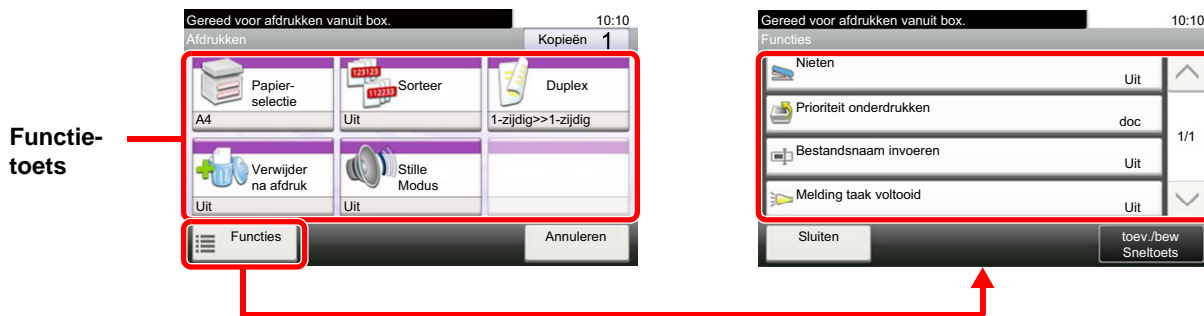 Functie-
toets
Gereed voor afdrukken vanuit box.
10:10
Afdrukken
Kopieën 1
Papier-
selectie
A4
123123
112233
Sorteer
Uit
Duplex
1-zijdig>>1-zijdig
Verwijder
na afdruk
Uit
Stille
Modus
Uit
Functies
Annuleren
Gereed voor afdrukken vanuit box.
10:10
Functies
Nieten
Uit
Prioriteit onderdrukken
doc
Bestandsnaam invoeren
Uit
Melding taak voltooid
Uit
1/1
Sluiten
toev./bew
Sneltoets